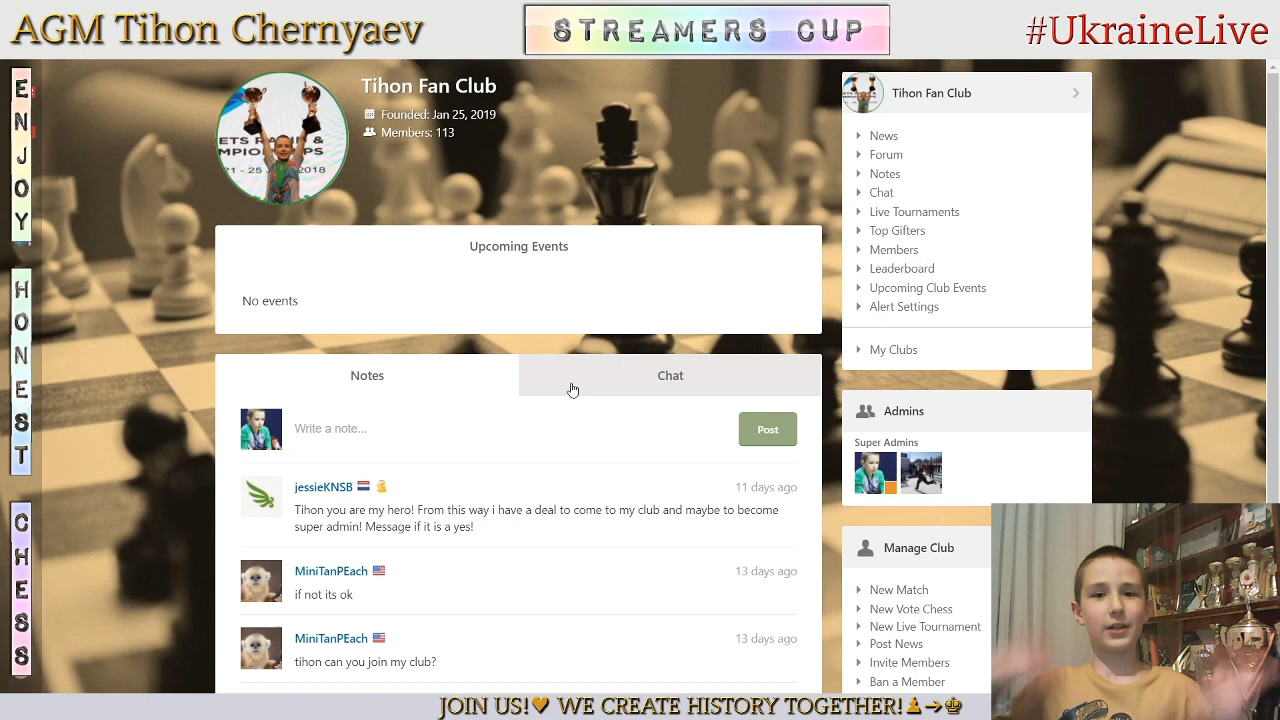 AGM Tihon Chernyaev
STREAMERS CUP
#UkraineLive
ENJOY
HONEST
CHESS
Tihon Fan Club
Founded: Jan 25, 2019
Members: 113
21 - 25 2018
Upcoming Events
No events
Notes
Chat
Write a note...
Post
jessieKNSB
11 days ago
Tihon you are my hero! From this way i have a deal to come to my club and maybe to become
super admin! Message if it is a yes!
MiniTanPEach
13 days ago
if not its ok
MiniTanPEach
13 days ago
tihon can you join my club?
Tihon Fan Club
News
Forum
Notes
Chat
Live Tournaments
Top Gifters
Members
Leaderboard
Upcoming Club Events
Alert Settings
My Clubs
Admins
Super Admins
Manage Club
New Match
New Vote Chess
New Live Tournament
Post News
Invite Members
Ban a Member
JOIN US! WE CREATE HISTORY TOGETHER!